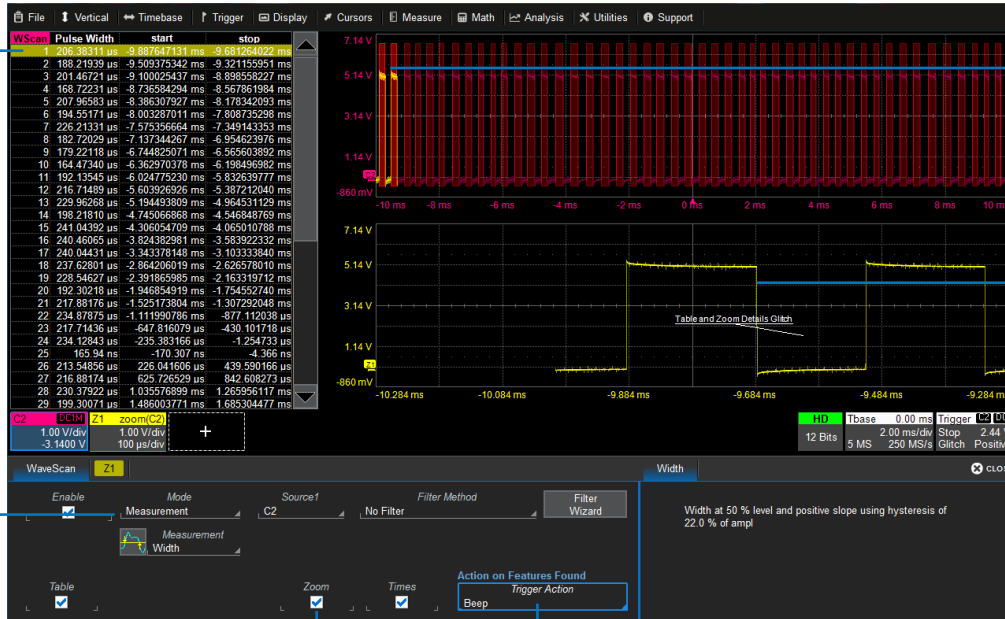 File Vertical Timebase Trigger Display Cursors Measure Math Analysis Utilities Support
WScan Pulse Width start stop
1 206.38311 µs -9.887647131 ms -9.681264022 ms
2 188.21939 µs -9.509375342 ms -9.321155951 ms
3 201.46721 µs -9.100025437 ms -8.898558227 ms
4 168.72231 µs -8.736584294 ms -8.567861984 ms
5 207.96583 µs -8.386307927 ms -8.178342093 ms
6 194.55171 µs -8.003287011 ms -7.808735298 ms
7 226.21331 µs -7.575356664 ms -7.349143353 ms
8 182.72029 µs -7.137344267 ms -6.954623976 ms
9 179.22118 µs -6.744825071 ms -6.565603892 ms
10 164.47340 µs -6.362970378 ms -6.198496982 ms
11 192.13545 µs -6.024775230 ms -5.832639777 ms
12 216.71489 µs -5.603926926 ms -5.387212040 ms
13 229.96268 µs -5.194493809 ms -4.964531129 ms
14 198.21810 µs -4.745066868 ms -4.546848769 ms
15 241.04392 µs -4.306054709 ms -4.065010788 ms
16 240.46065 µs -3.824382981 ms -3.583922332 ms
17 240.04431 µs -3.343378148 ms -3.103333840 ms
18 237.62801 µs -2.864206019 ms -2.626578010 ms
19 228.54627 µs -2.391865985 ms -2.163319712 ms
20 192.30218 µs -1.946854919 ms -1.754552740 ms
21 217.88176 µs -1.525173804 ms -1.307292048 ms
22 234.87875 µs -1.111990786 ms -877.112038 µs
23 217.71436 µs -647.816079 µs -430.101718 µs
24 234.12843 µs -235.383166 µs -1.254733 µs
25 165.94 ns -170.307 ns -4.366 ns
26 213.54856 µs 226.041606 µs 439.590166 µs
27 216.88174 µs 625.726529 µs 842.608273 µs
28 230.37922 µs 1.035576899 ms 1.265956117 ms
29 199.30071 µs 1.486003771 ms 1.685304477 ms
7.14 V
5.14 V
3.14 V
1.14 V
C2
-860 mV
-10 ms -8 ms -6 ms -4 ms -2 ms 0 ms 2 ms 4 ms 6 ms 8 ms 10 m
7.14 V
5.14 V
3.14 V
Table and Zoom Details Glitch
1.14 V
Z1
-860 mV
-10.284 ms -10.084 ms -9.884 ms -9.684 ms -9.484 ms -9.284 m
C2 DC1M Z1 zoom(C2)
1.00 V/div 1.00 V/div
-3.1400 V 100 µs/div
+
HD Tbase 0.00 ms Trigger C2 DC
12 Bits 2.00 ms/div Stop 2.44 V
5 MS 250 MS/s Glitch Positiv
WaveScan Z1 Width CLOS
Enable Mode Source1 Filter Method
Measurement C2 No Filter Filter Wizard
Measurement
Width
Width at 50 % level and positive slope using hysteresis of
22.0 % of ampl
Action on Features Found
Table Zoom Times Trigger Action
Beep